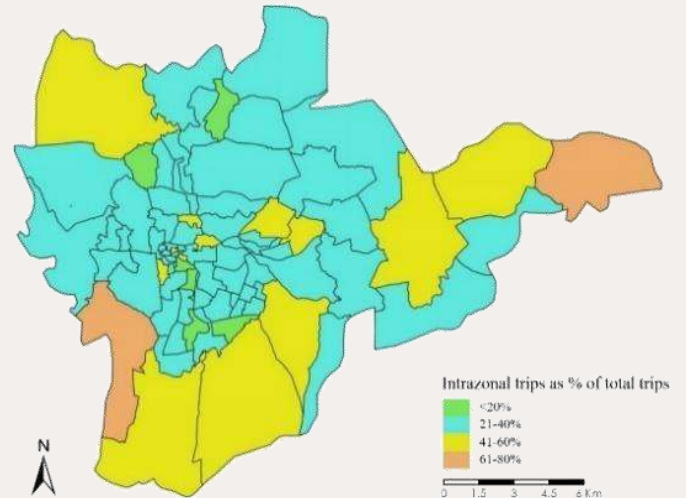 Intrazonal trips as % of total trips
<20%
21-40%
41-60%
61-80%
N
0 1.5 3 4.5 6 Km